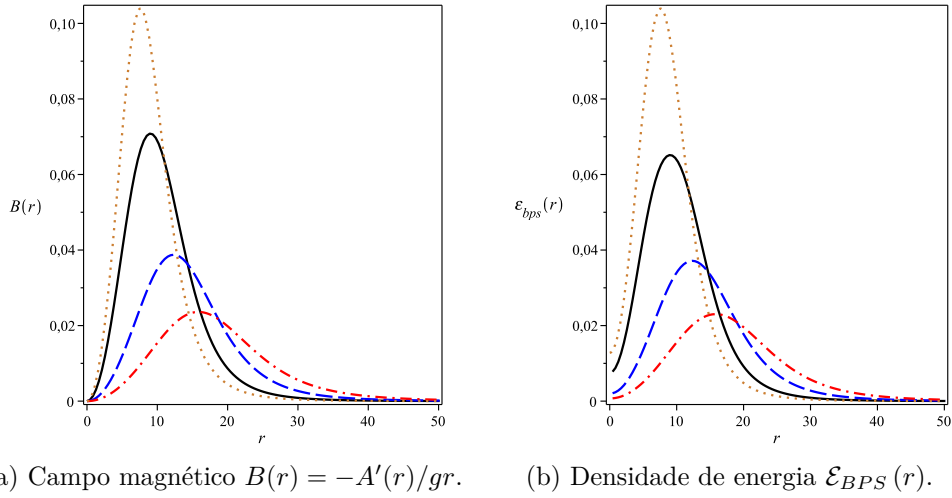 0,10
0,08
0,06
B(r)
0,04
0,02
0
0 10 20 30 40 50
r
0,10
0,08
0,06
ε_bps(r)
0,04
0,02
0
0 10 20 30 40 50
r
a) Campo magnético B(r) = −A′(r)/gr.
(b) Densidade de energia ℰ_BPS (r).